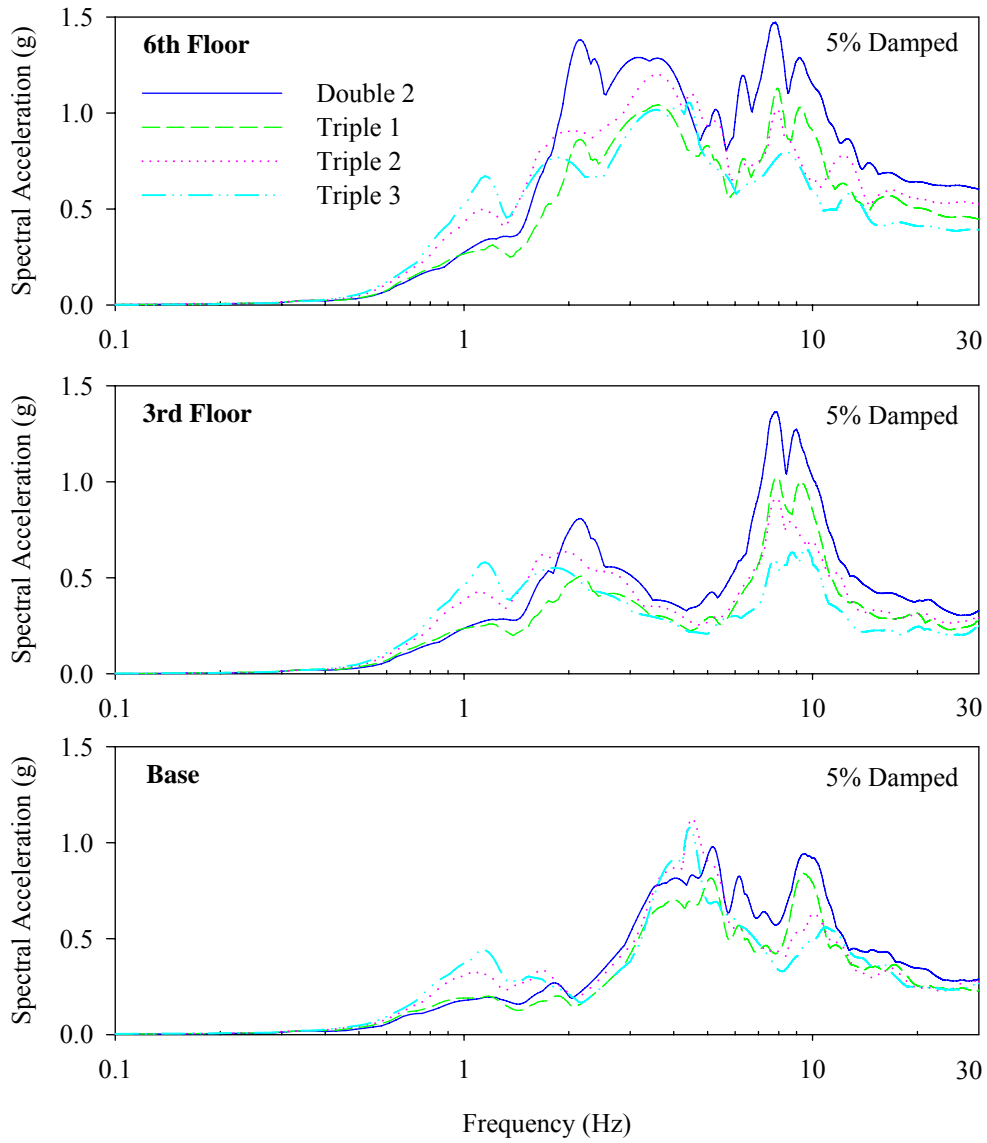 1.5
6th Floor
5% Damped
Double 2
Triple 1
Triple 2
Triple 3
Spectral Acceleration (g)
1.0
0.5
0.0
0.1 1 10 30
1.5
3rd Floor
5% Damped
Spectral Acceleration (g)
1.0
0.5
0.0
0.1 1 10 30
1.5
Base
5% Damped
Spectral Acceleration (g)
1.0
0.5
0.0
0.1 1 10 30
Frequency (Hz)